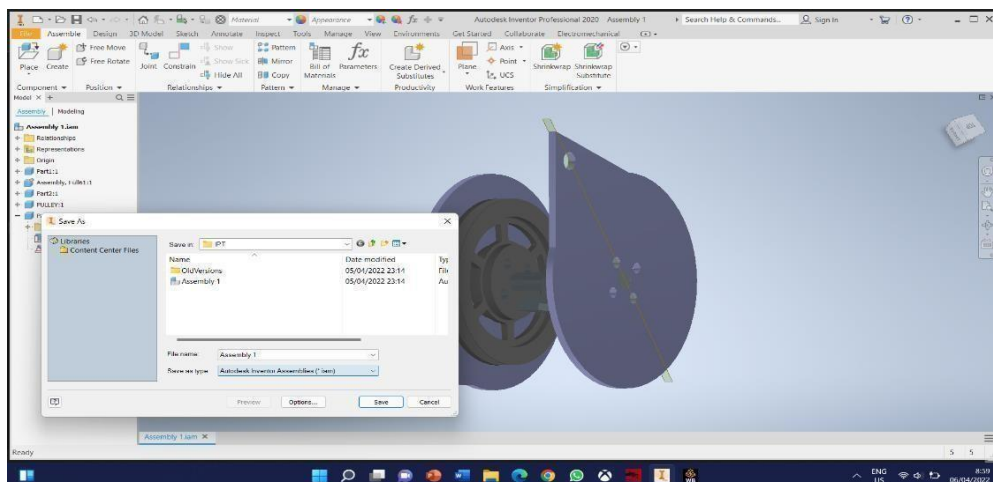 Material
Appearance
Autodesk Inventor Professional 2020 Assembly 1
Search Help & Commands...
Sign In
File Assemble Design 3D Model Sketch Annotate Inspect Tools Manage View Environments Get Started Collaborate Electromechanical
Free Move
Free Rotate
Show
Show Sick
Hide All
Pattern
Mirror
Copy
Axis
Point
UCS
Place Create
Joint Constrain
Bill of Materials
Parameters
Create Derived Substitutes
Plane
Shrinkwrap
Shrinkwrap Substitute
Component Position Relationships Pattern Manage Productivity Work Features Simplification
Model
Assembly | Modeling
Assembly 1.iam
Relationships
Representations
Origin
Part1:1
Part2:1
PULLEY:1
Save As
Libraries
Content Center Files
Save in: IPT
Name Date modified Typ
OldVersions 05/04/2022 23:14
Assembly 1 05/04/2022 23:14 Au
File name: Assembly 1
Save as type: Autodesk Inventor Assemblies (*.iam)
Preview Options... Save Cancel
Assembly 1.iam
Ready
5 5
ENG
US
8:59
06/04/2022